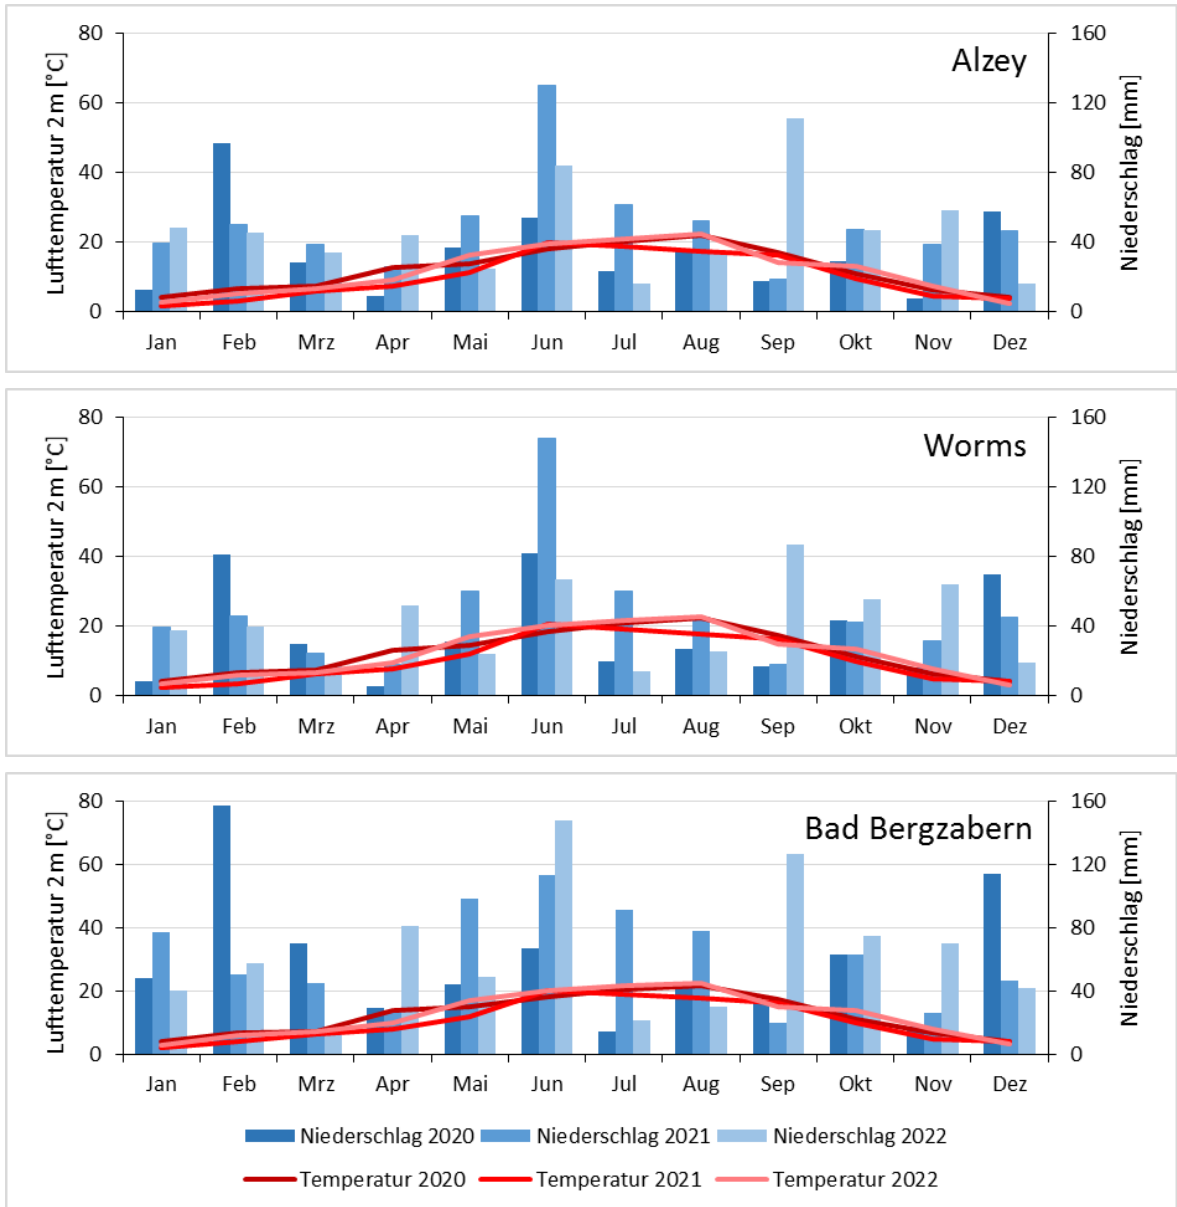 Alzey
Lufttemperatur 2m [°C]
Niederschlag [mm]
80
60
40
20
0
160
120
80
40
0
Jan Feb Mrz Apr Mai Jun Jul Aug Sep Okt Nov Dez
Worms
Lufttemperatur 2m [°C]
Niederschlag [mm]
80
60
40
20
0
160
120
80
40
0
Jan Feb Mrz Apr Mai Jun Jul Aug Sep Okt Nov Dez
Bad Bergzabern
Lufttemperatur 2m [°C]
Niederschlag [mm]
80
60
40
20
0
160
120
80
40
0
Jan Feb Mrz Apr Mai Jun Jul Aug Sep Okt Nov Dez
Niederschlag 2020 Niederschlag 2021 Niederschlag 2022
Temperatur 2020 Temperatur 2021 Temperatur 2022